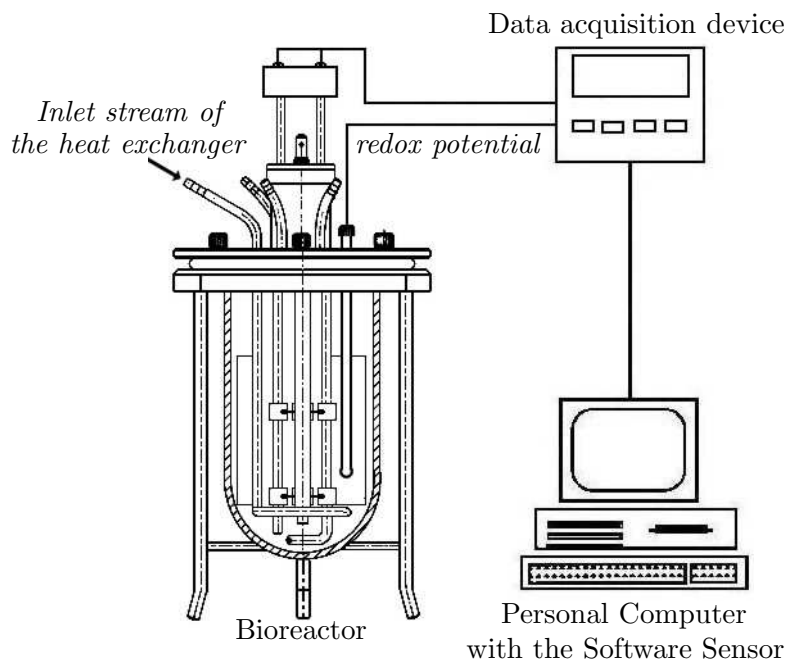 Data acquisition device
Inlet stream of
the heat exchanger
redox potential
Bioreactor
Personal Computer
with the Software Sensor